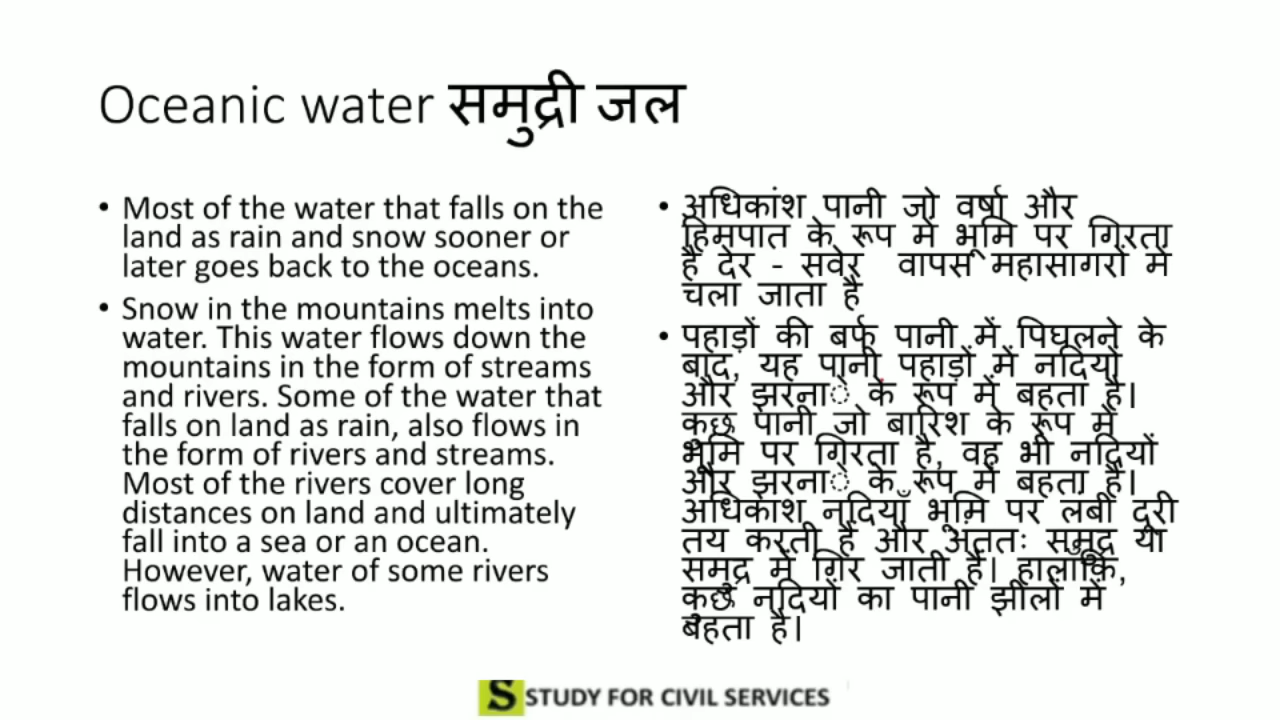 Oceanic water समुद्री जल
• Most of the water that falls on the
land as rain and snow sooner or
later goes back to the oceans.
• Snow in the mountains melts into
water. This water flows down the
mountains in the form of streams
and rivers. Some of the water that
falls on land as rain, also flows in
the form of rivers and streams.
Most of the rivers cover long
distances on land and ultimately
fall into a sea or an ocean.
However, water of some rivers
flows into lakes.
• अधिकांश पानी जो वर्षा और
हिमपात के रूप में भूमि पर गिरता
है देर - सवेर वापस महासागरों में
चला जाता है
• पहाड़ों की बर्फ पानी में पिघलने के
बाद, यह पानी पहाड़ों में नदियों
और झरनाे के रूप में बहता है।
कुछ पानी जो बारिश के रूप में
भूमि पर गिरता है, वह भी नदियों
और झरनाे के रूप में बहता है।
अधिकांश नदियाँ भूमि पर लंबी दूरी
तय करती हैं और अंततः समुद्र या
समुद्र में गिर जाती हैं। हालांकि,
कुछ नदियों का पानी झीलों में
बहता है।
S STUDY FOR CIVIL SERVICES